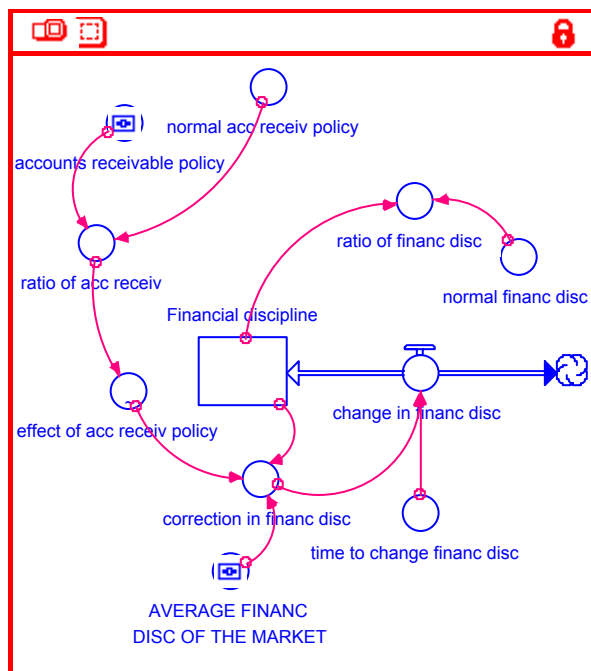 normal acc receiv policy
accounts receivable policy
ratio of financ disc
ratio of acc receiv
normal financ disc
Financial discipline
change in financ disc
effect of acc receiv policy
correction in financ disc
time to change financ disc
AVERAGE FINANC
DISC OF THE MARKET